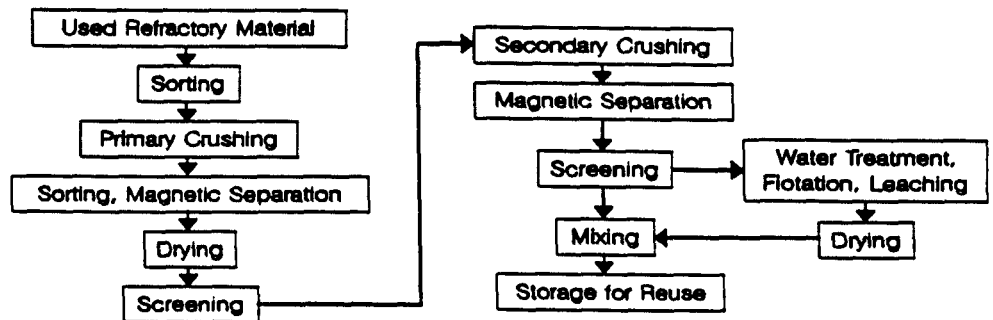 Used Refractory Material
Sorting
Primary Crushing
Sorting, Magnetic Separation
Drying
Screening
Secondary Crushing
Magnetic Separation
Screening
Water Treatment,
Flotation, Leaching
Mixing
Drying
Storage for Reuse